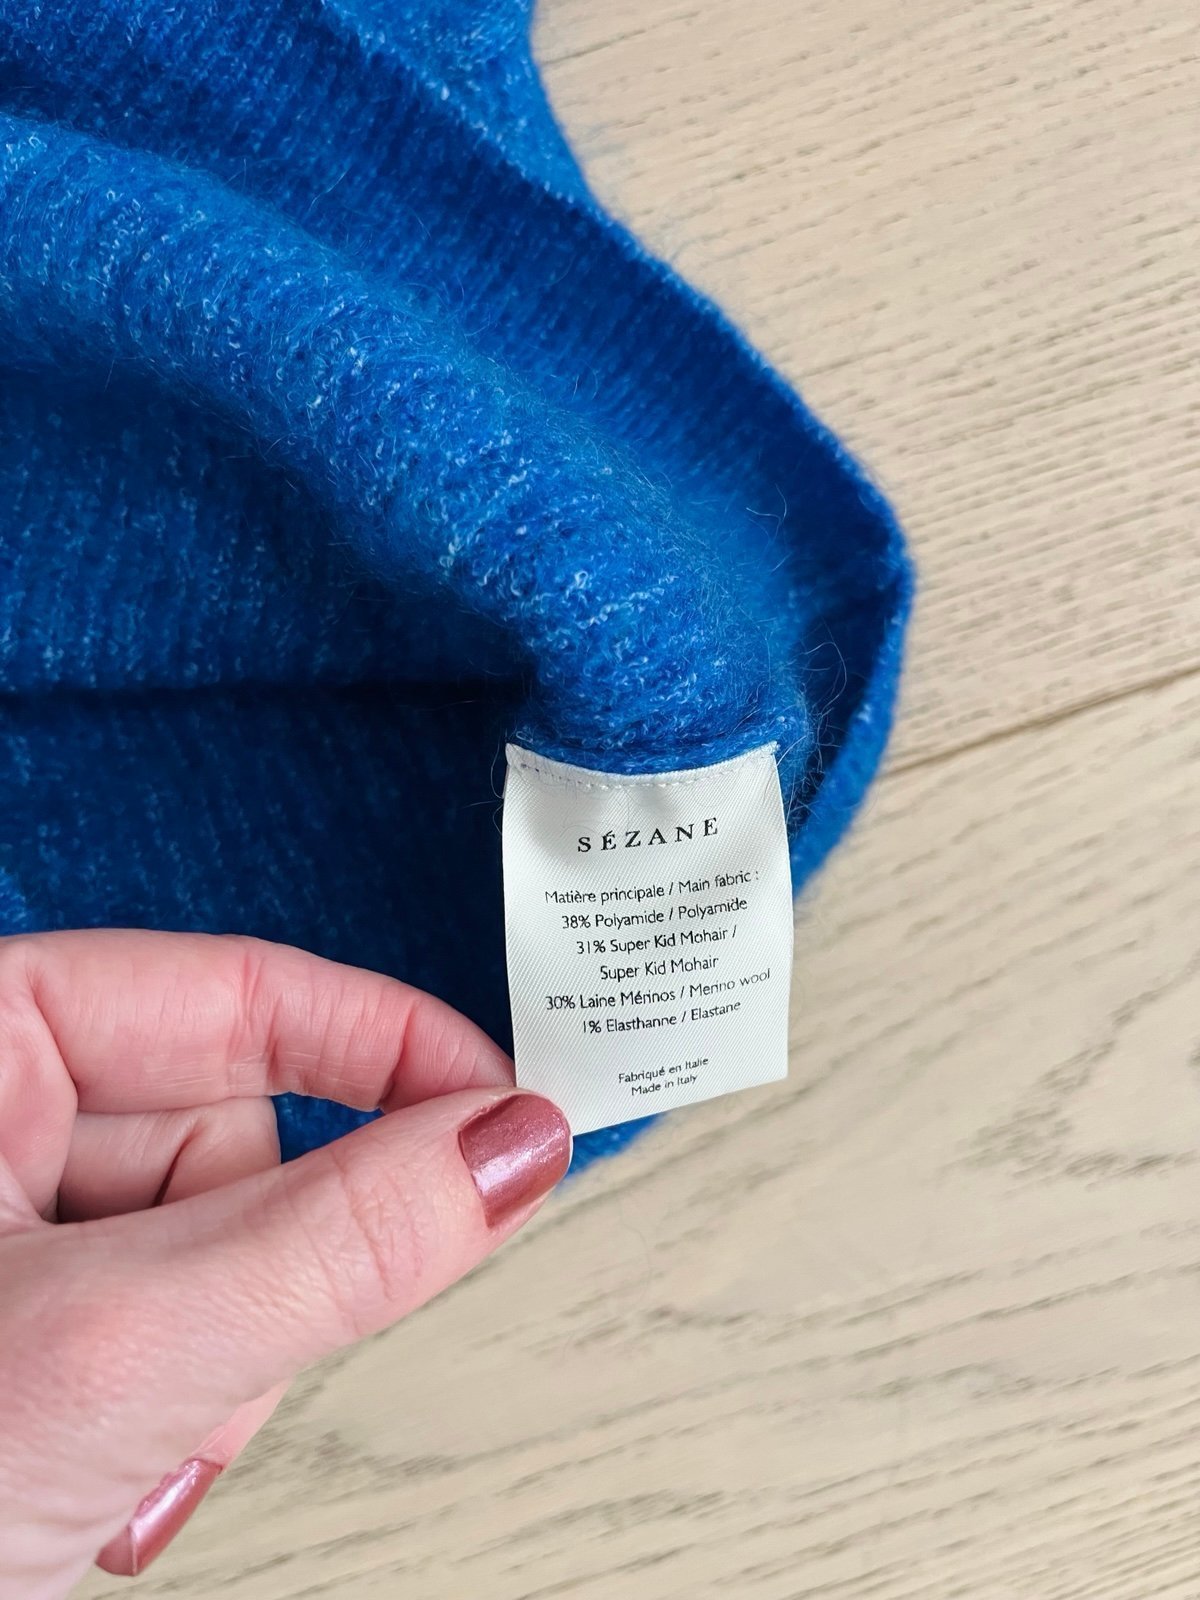 SÉZANE
Matière principale / Main fabric :
38% Polyamide / Polyamide
31% Super Kid Mohair /
Super Kid Mohair
30% Laine Mérinos / Merino wool
1% Elasthanne / Elastane
Fabriqué en Italie
Made in Italy